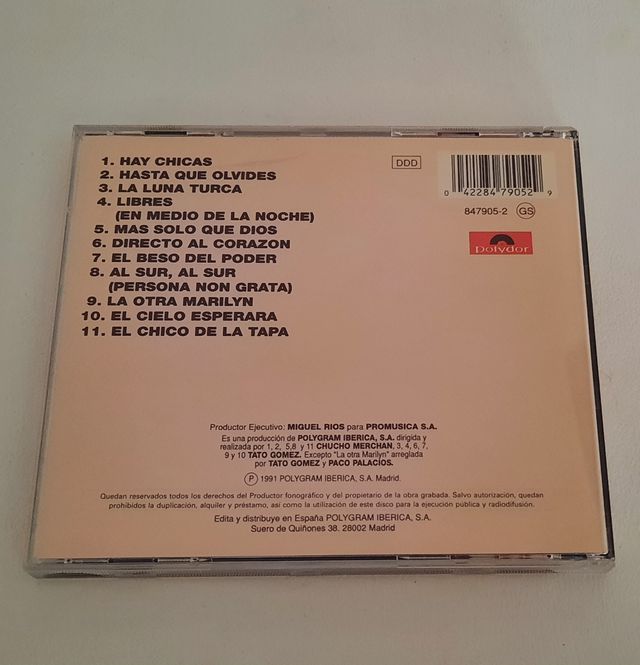 1. HAY CHICAS
2. HASTA QUE OLVIDES
3. LA LUNA TURCA
4. LIBRES
(EN MEDIO DE LA NOCHE)
5. MAS SOLO QUE DIOS
6. DIRECTO AL CORAZON
7. EL BESO DEL PODER
8. AL SUR, AL SUR
(PERSONA NON GRATA)
9. LA OTRA MARILYN
10. EL CIELO ESPERARA
11. EL CHICO DE LA TAPA
DDD
0 42284 79052 9
847905-2 GS
Polydor
Productor Ejecutivo: MIGUEL RIOS para PROMUSICA S.A.
Es una producción de POLYGRAM IBERICA, S.A. dirigida y
realizada por 1, 2, 5,8 y 11 CHUCHO MERCHAN, 3, 4, 6, 7,
9 y 10 TATO GOMEZ. Excepto "La otra Marilyn" arreglada
por TATO GOMEZ y PACO PALACIOS.
Ⓟ 1991 POLYGRAM IBERICA, S.A. Madrid.
Quedan reservados todos los derechos del Productor fonográfico y del propietario de la obra grabada. Salvo autorización, quedan
prohibidos la duplicación, alquiler y préstamo, así como la utilización de este disco para la ejecución pública y radiodifusión.
Edita y distribuye en España POLYGRAM IBERICA, S.A.
Suero de Quiñones 38. 28002 Madrid